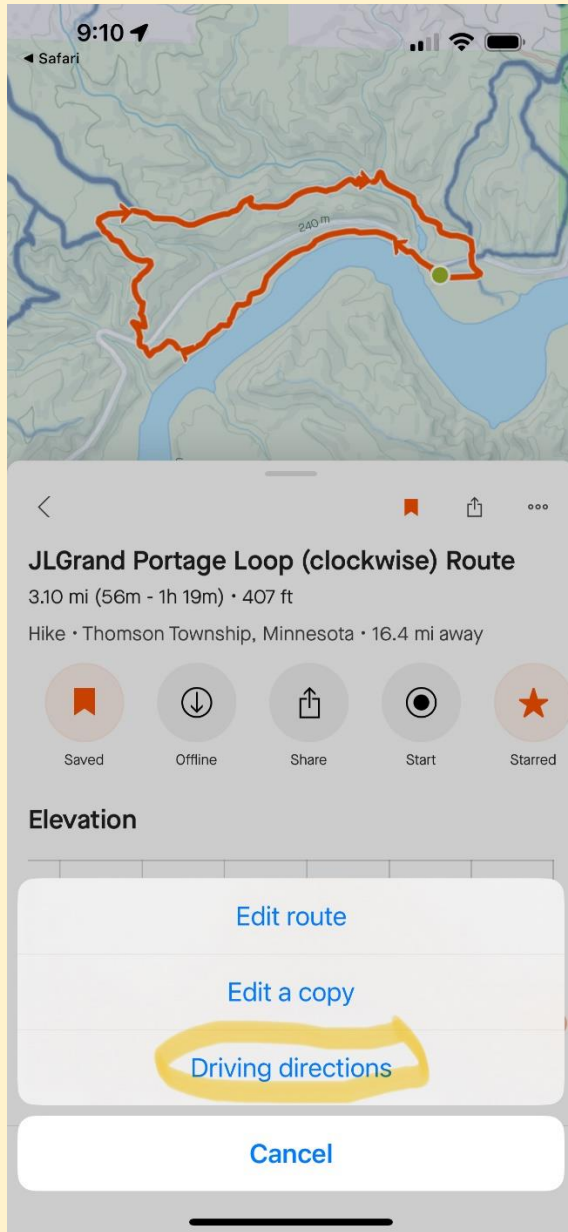 9:10
◀ Safari
240 m
JLGrand Portage Loop (clockwise) Route
3.10 mi (56m - 1h 19m) • 407 ft
Hike • Thomson Township, Minnesota • 16.4 mi away
Saved Offline Share Start Starred
Elevation
Edit route
Edit a copy
Driving directions
Cancel